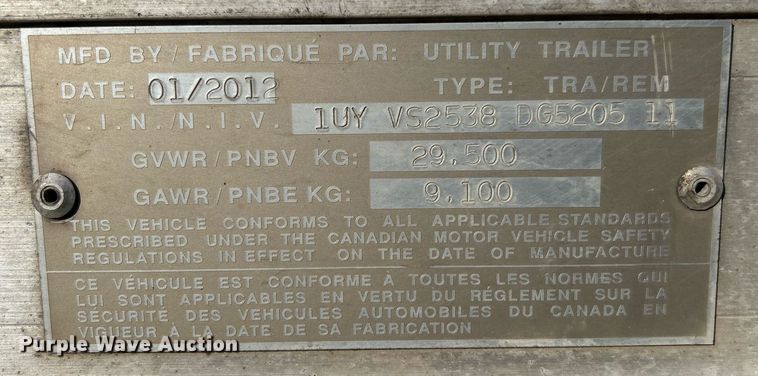 MFD BY / FABRIQUÉ PAR: UTILITY TRAILER
DATE: 01/2012 TYPE: TRA/REM
V.I.N./N.I.V. 1UY VS2538 DG5205 11
GVWR/PNBV KG: 29,500
GAWR/PNBE KG: 9,100
THIS VEHICLE CONFORMS TO ALL APPLICABLE STANDARDS
PRESCRIBED UNDER THE CANADIAN MOTOR VEHICLE SAFETY
REGULATIONS IN EFFECT ON THE DATE OF MANUFACTURE
CE VÉHICULE EST CONFORME À TOUTES LES NORMES QUI
LUI SONT APPLICABLES EN VERTU DU RÉGLEMENT SUR LA
SÉCURITÉ DES VEHICULES AUTOMOBILES DU CANADA EN
VIGUEUR À LA DATE DE SA FABRICATION
Purple Wave Auction